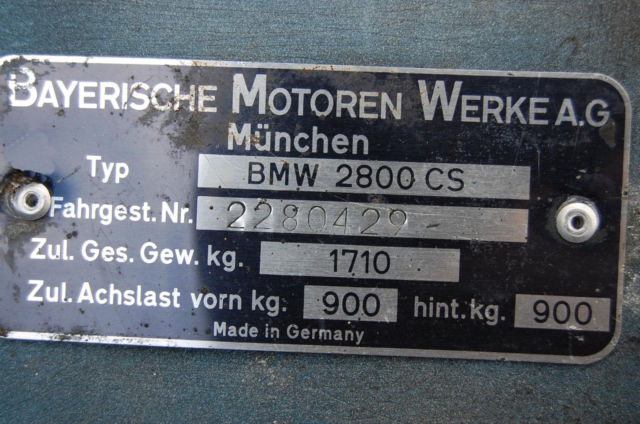 BAYERISCHE MOTOREN WERKE A.G
München
Typ BMW 2800 CS
Fahrgest. Nr. 2280429 -
Zul. Ges. Gew. kg. 1710
Zul. Achslast vorn kg. 900 hint. kg. 900
Made in Germany